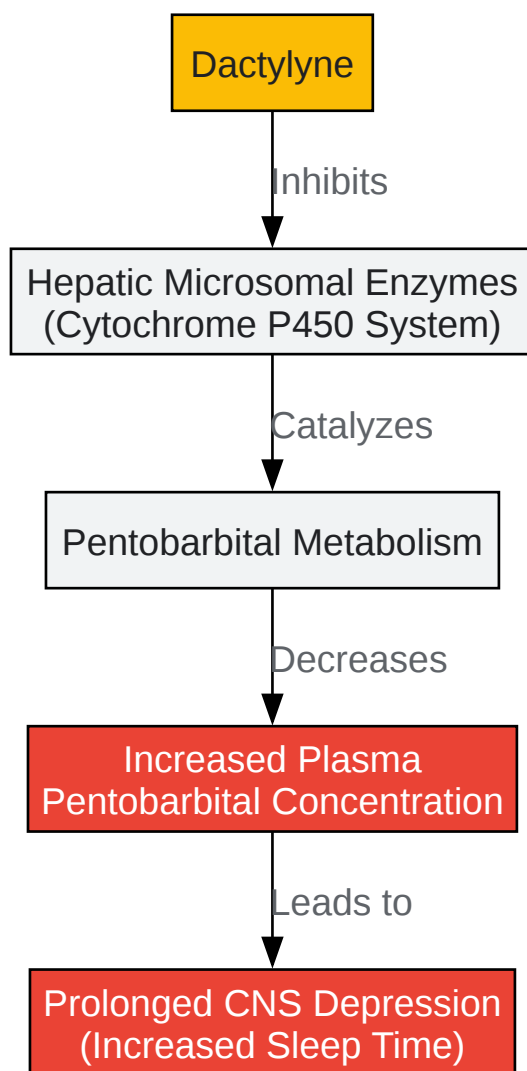 Dactylyne
Inhibits
Hepatic Microsomal Enzymes
(Cytochrome P450 System)
Catalyzes
Pentobarbital Metabolism
Decreases
Increased Plasma
Pentobarbital Concentration
Leads to
Prolonged CNS Depression
(Increased Sleep Time)